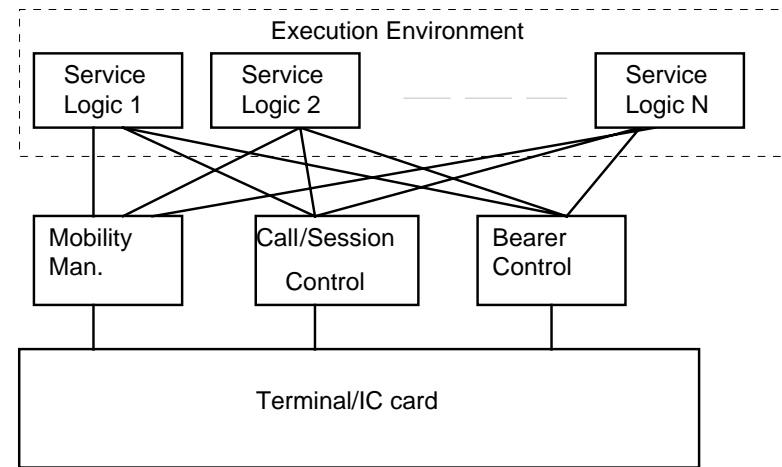 Execution Environment
Service
Logic 1
Service
Logic 2
Service
Logic N
Mobility
Man.
Call/Session
Control
Bearer
Control
Terminal/IC card